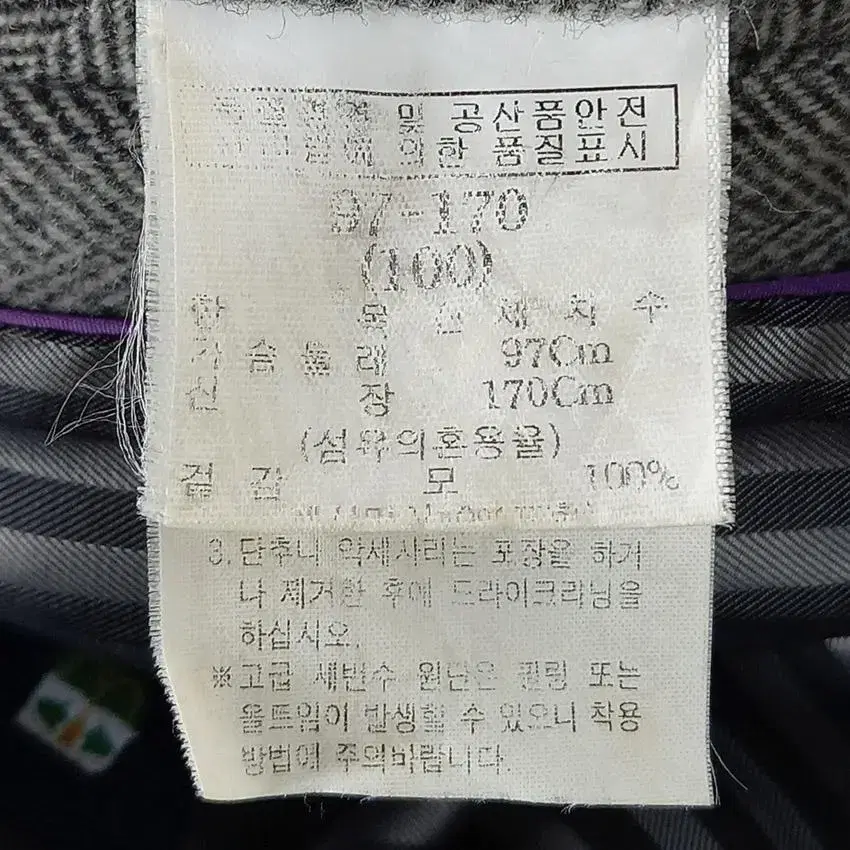 및 공산품안전
의한 품질표시
97-170
(100)
신체치수
가슴둘레 97Cm
신장 170Cm
(섬유의혼용율)
겉감 모 100%
3. 단추나 악세사리는 포장을 하거
나 제거한 후에 드라이크리닝을
하십시오.
※고급 세번수 원단은 필링 또는
올트임이 발생할 수 있으니 착용
방법에 주의바랍니다.